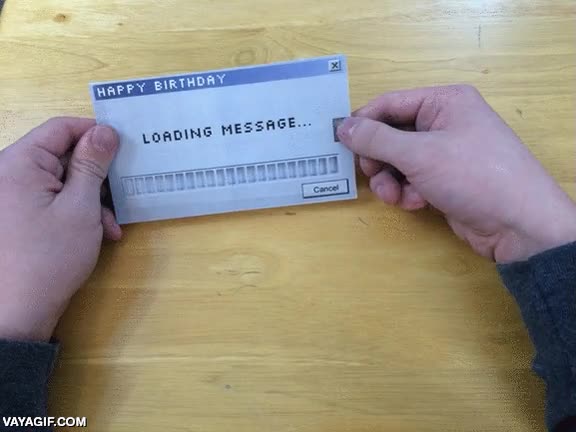 HAPPY BIRTHDAY
X
LOADING MESSAGE...
Cancel
VAYAGIF.COM